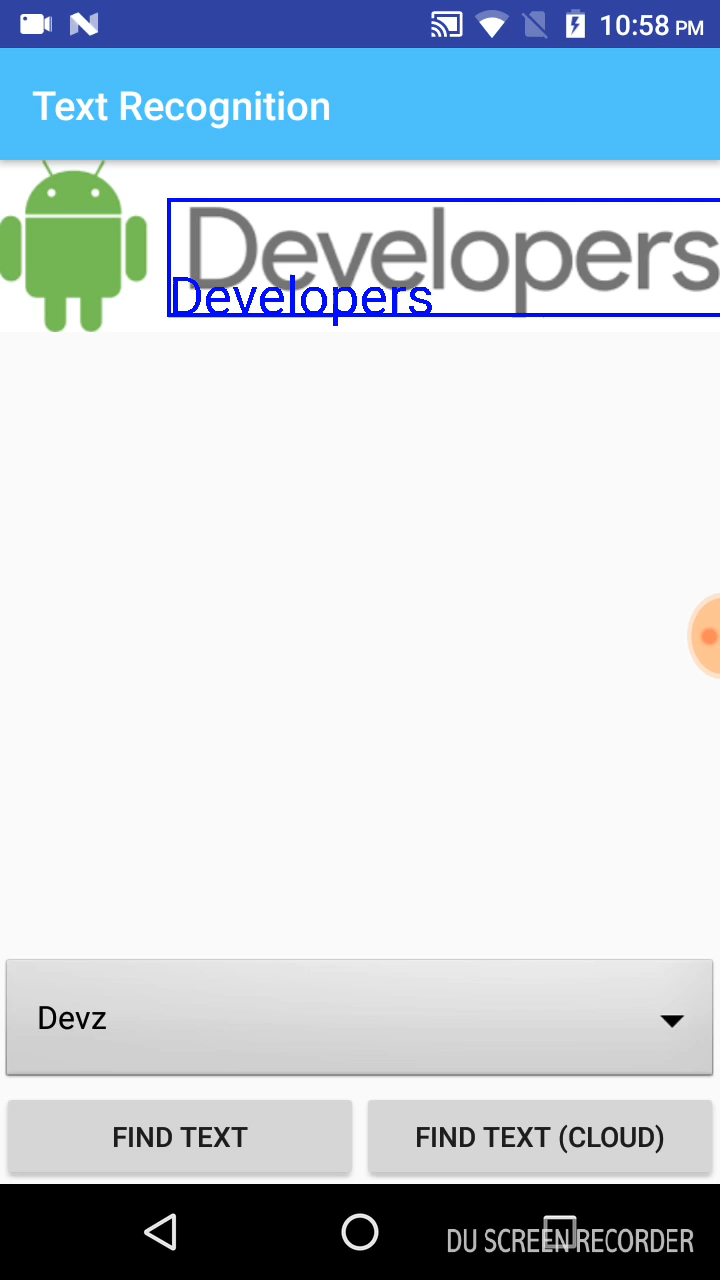 10:58 PM
Text Recognition
Developers
Developers
Devz
FIND TEXT
FIND TEXT (CLOUD)
DU SCREEN RECORDER